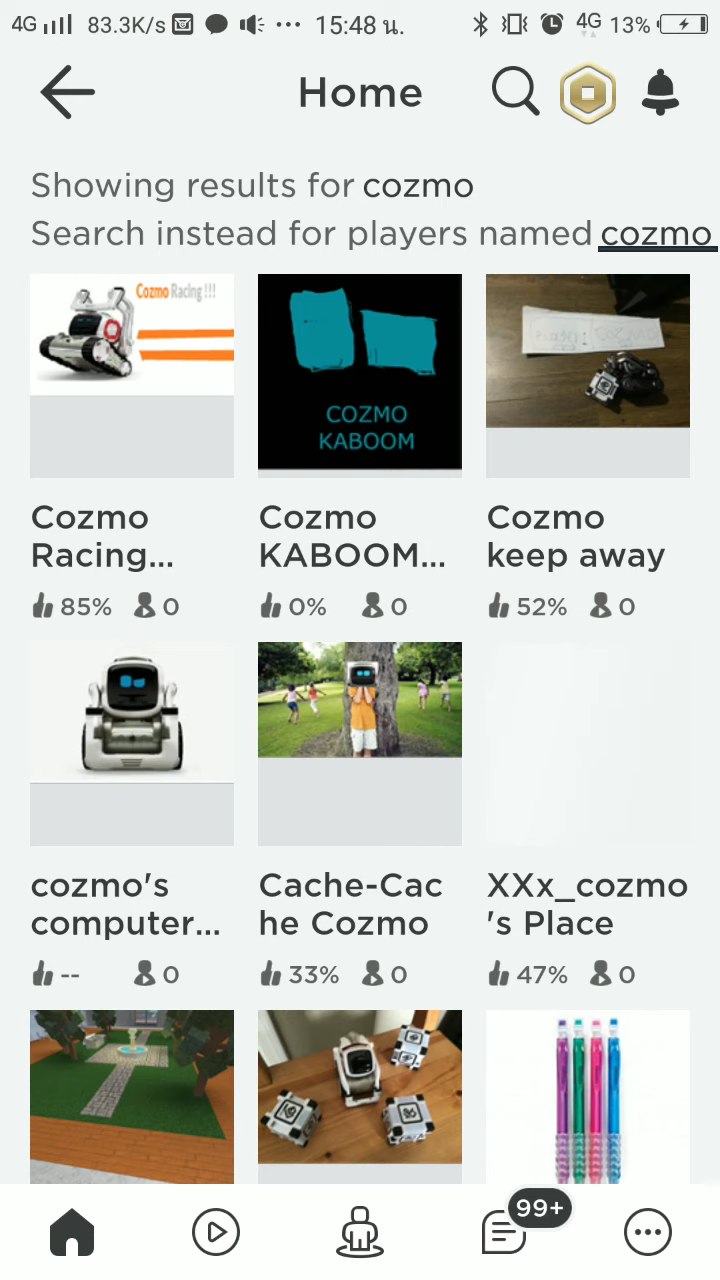 4G 83.3K/s 15:48 น. 4G 13%
Home
Showing results for cozmo
Search instead for players named cozmo
Cozmo Racing !!!
COZMO
KABOOM
Cozmo
Racing...
85% 0
Cozmo
KABOOM...
0% 0
Cozmo
keep away
52% 0
cozmo's
computer...
-- 0
Cache-Cac
he Cozmo
33% 0
XXx_cozmo
's Place
47% 0
99+